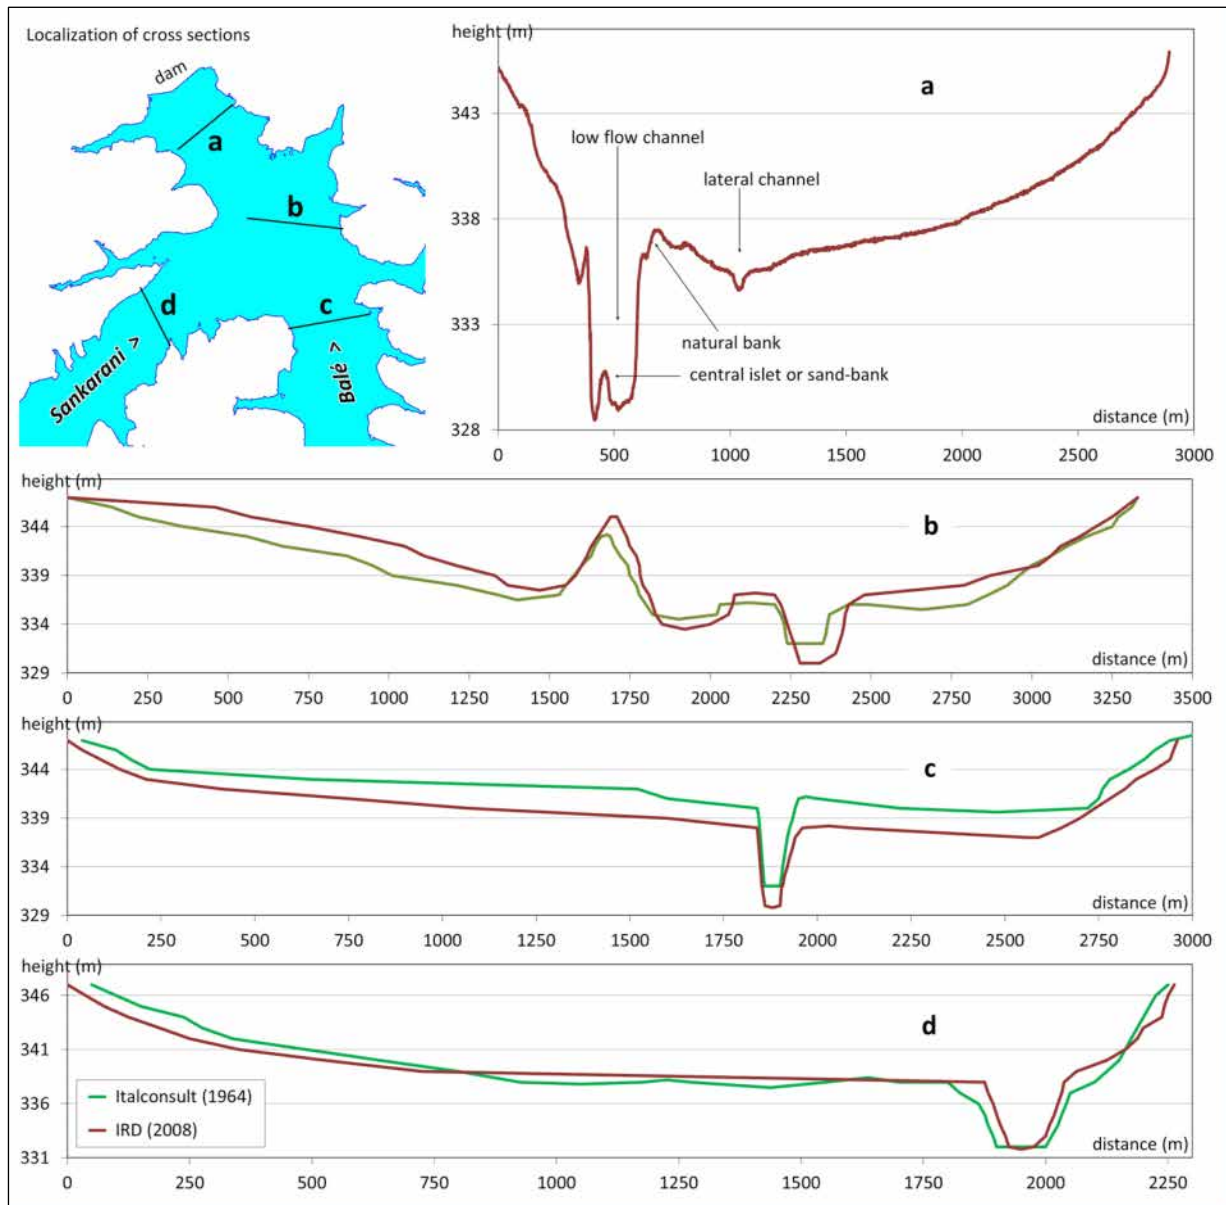 Localization of cross sections
dam
a
b
d
c
Sankarani >
Balé >
height (m)
a
343
low flow channel
lateral channel
338
333
natural bank
central islet or sand-bank
distance (m)
328
0 500 1000 1500 2000 2500 3000
height (m)
b
344
339
334
distance (m)
329
0 250 500 750 1000 1250 1500 1750 2000 2250 2500 2750 3000 3250 3500
height (m)
c
344
339
334
distance (m)
329
0 250 500 750 1000 1250 1500 1750 2000 2250 2500 2750 3000
height (m)
346
d
341
336
Italconsult (1964)
IRD (2008)
distance (m)
331
0 250 500 750 1000 1250 1500 1750 2000 2250